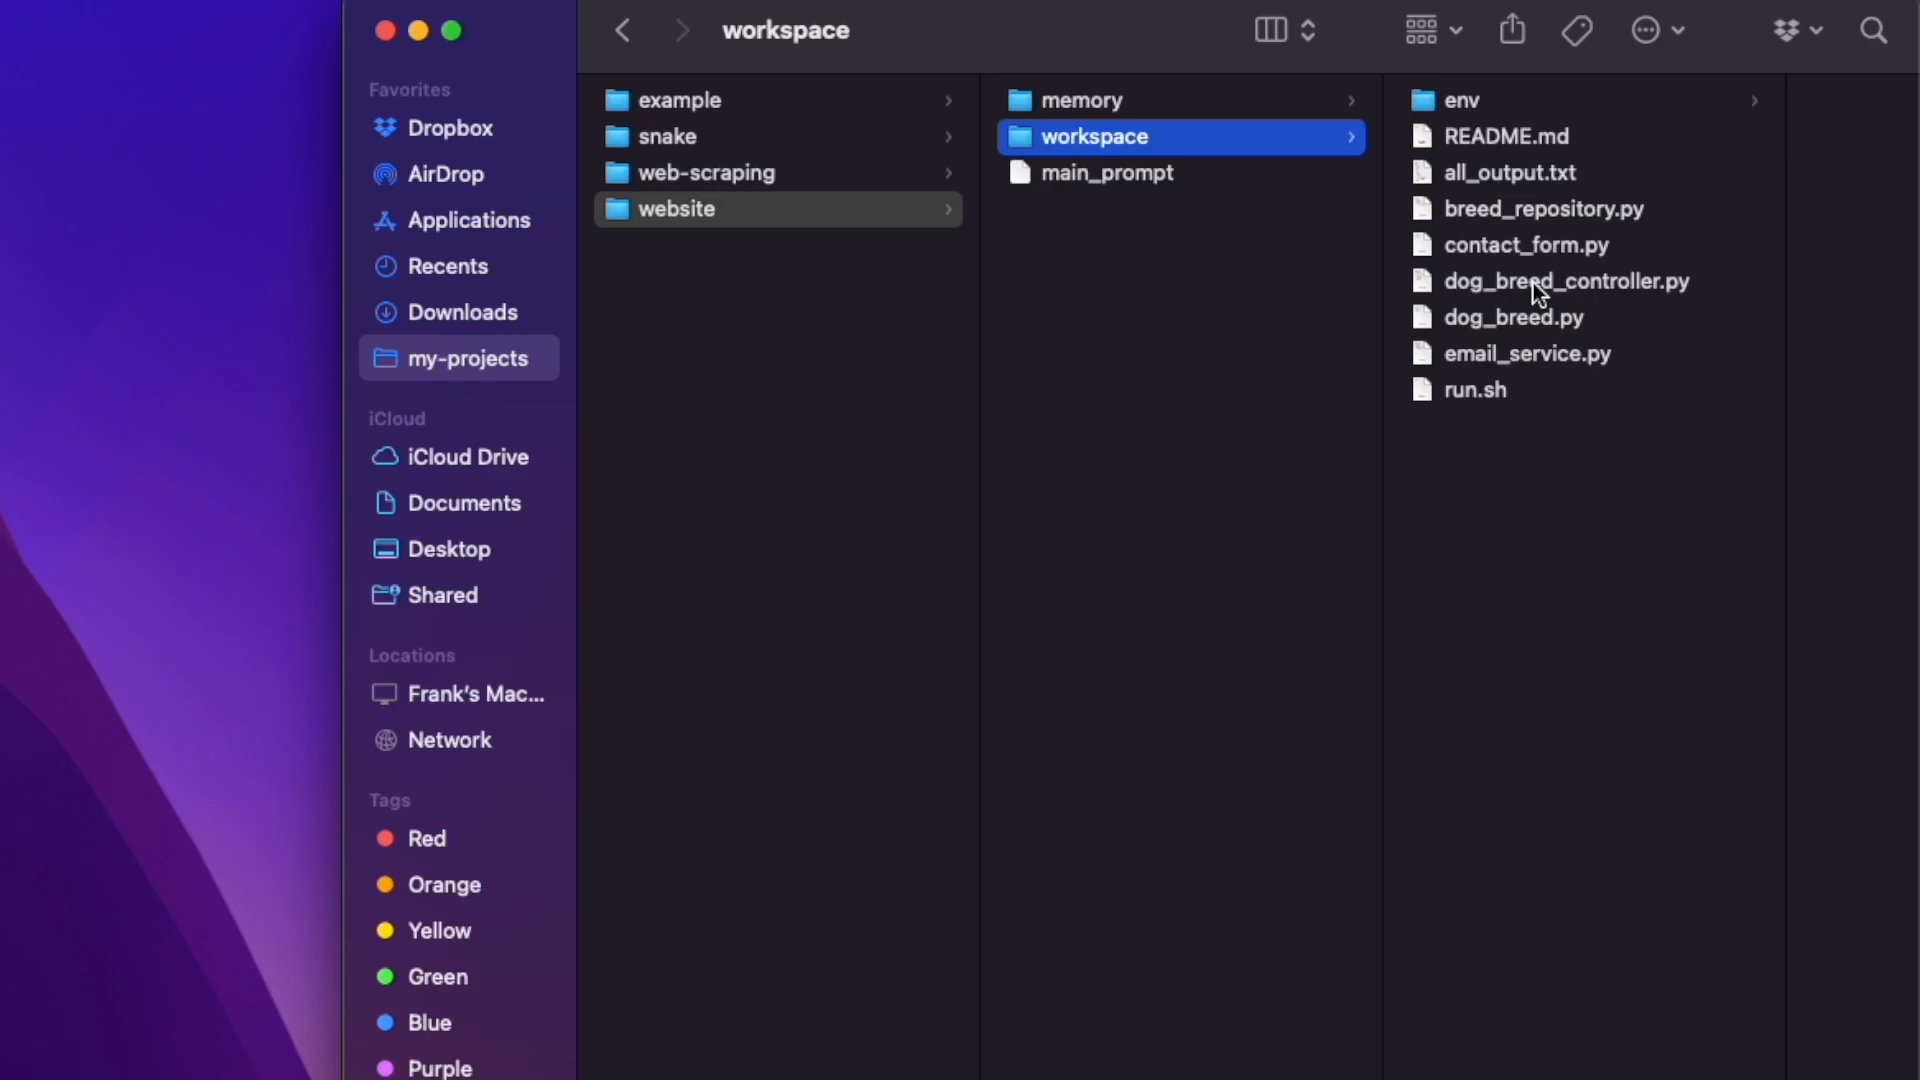 workspace
Favorites
Dropbox
AirDrop
Applications
Recents
Downloads
my-projects
iCloud
iCloud Drive
Documents
Desktop
Shared
Locations
Frank's Mac...
Network
Tags
Red
Orange
Yellow
Green
Blue
Purple
example
snake
web-scraping
website
memory
workspace
main_prompt
env
README.md
all_output.txt
breed_repository.py
contact_form.py
dog_breed_controller.py
dog_breed.py
email_service.py
run.sh